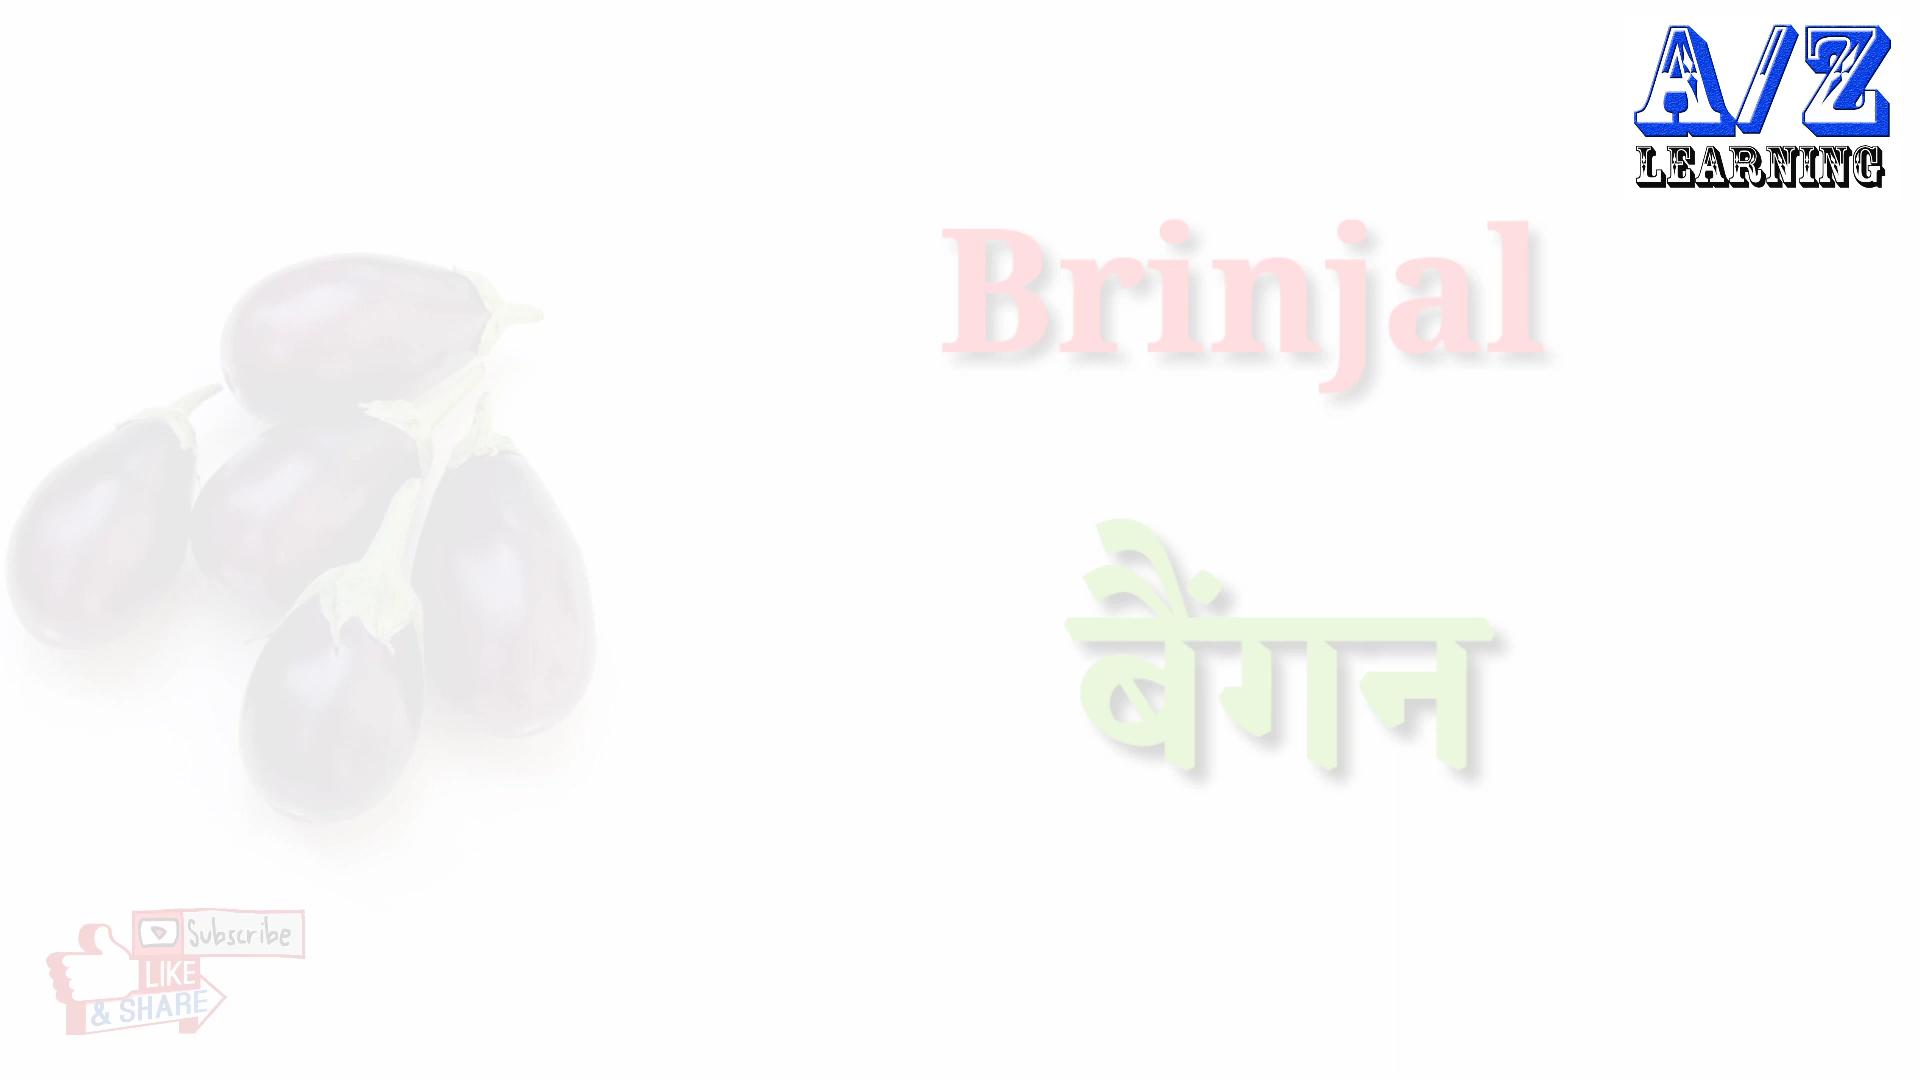 A/Z
LEARNING
Brinjal
बैंगन
Subscribe
LIKE
& SHARE